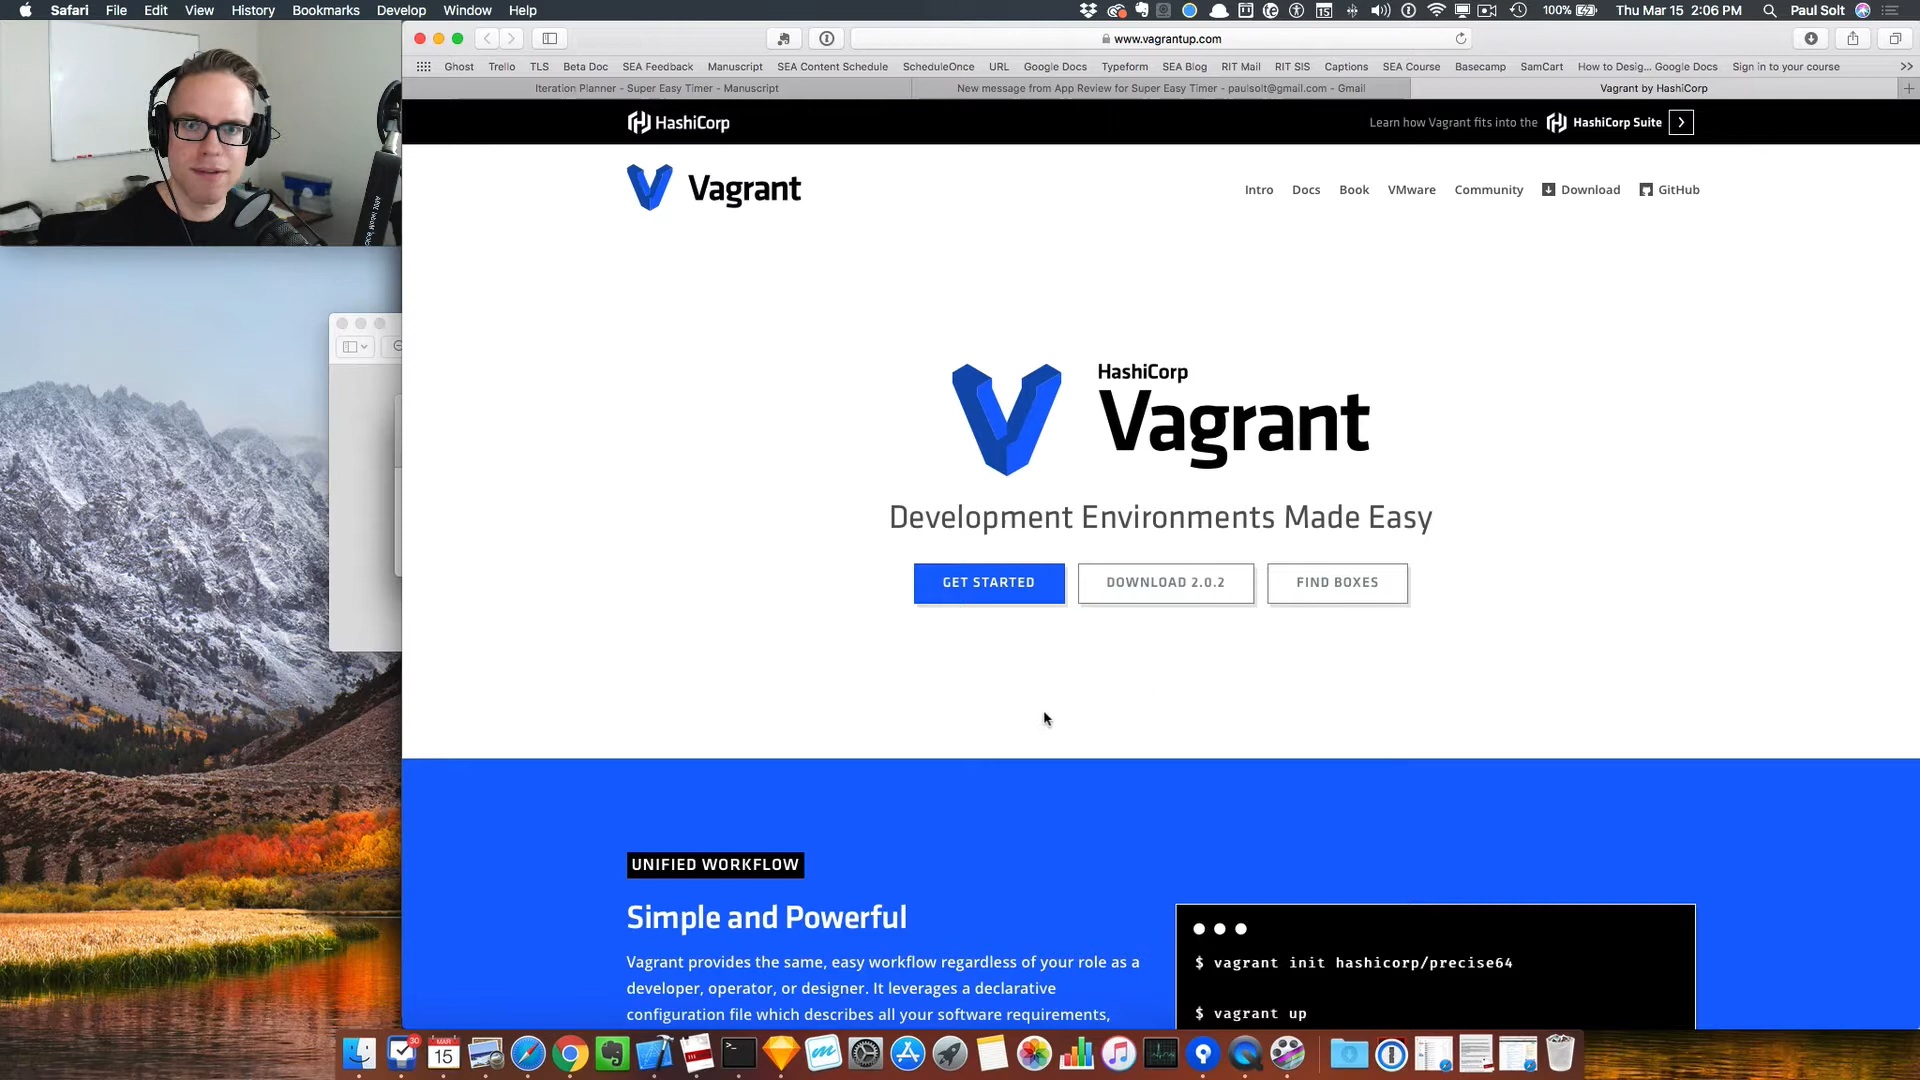 Safari File Edit View History Bookmarks Develop Window Help
100% Thu Mar 15 2:06 PM Paul Solt
www.vagrantup.com
Ghost Trello TLS Beta Doc SEA Feedback Manuscript SEA Content Schedule ScheduleOnce URL Google Docs Typeform SEA Blog RIT Mail RIT SIS Captions SEA Course Basecamp SamCart How to Desig... Google Docs Sign in to your course
Iteration Planner - Super Easy Timer - Manuscript
New message from App Review for Super Easy Timer - paulsolt@gmail.com - Gmail
Vagrant by HashiCorp
HashiCorp
Learn how Vagrant fits into the HashiCorp Suite
Vagrant
Intro Docs Book VMware Community Download GitHub
HashiCorp
Vagrant
Development Environments Made Easy
GET STARTED DOWNLOAD 2.0.2 FIND BOXES
UNIFIED WORKFLOW
Simple and Powerful
Vagrant provides the same, easy workflow regardless of your role as a
developer, operator, or designer. It leverages a declarative
configuration file which describes all your software requirements,
$ vagrant init hashicorp/precise64
$ vagrant up
30
MAR
15